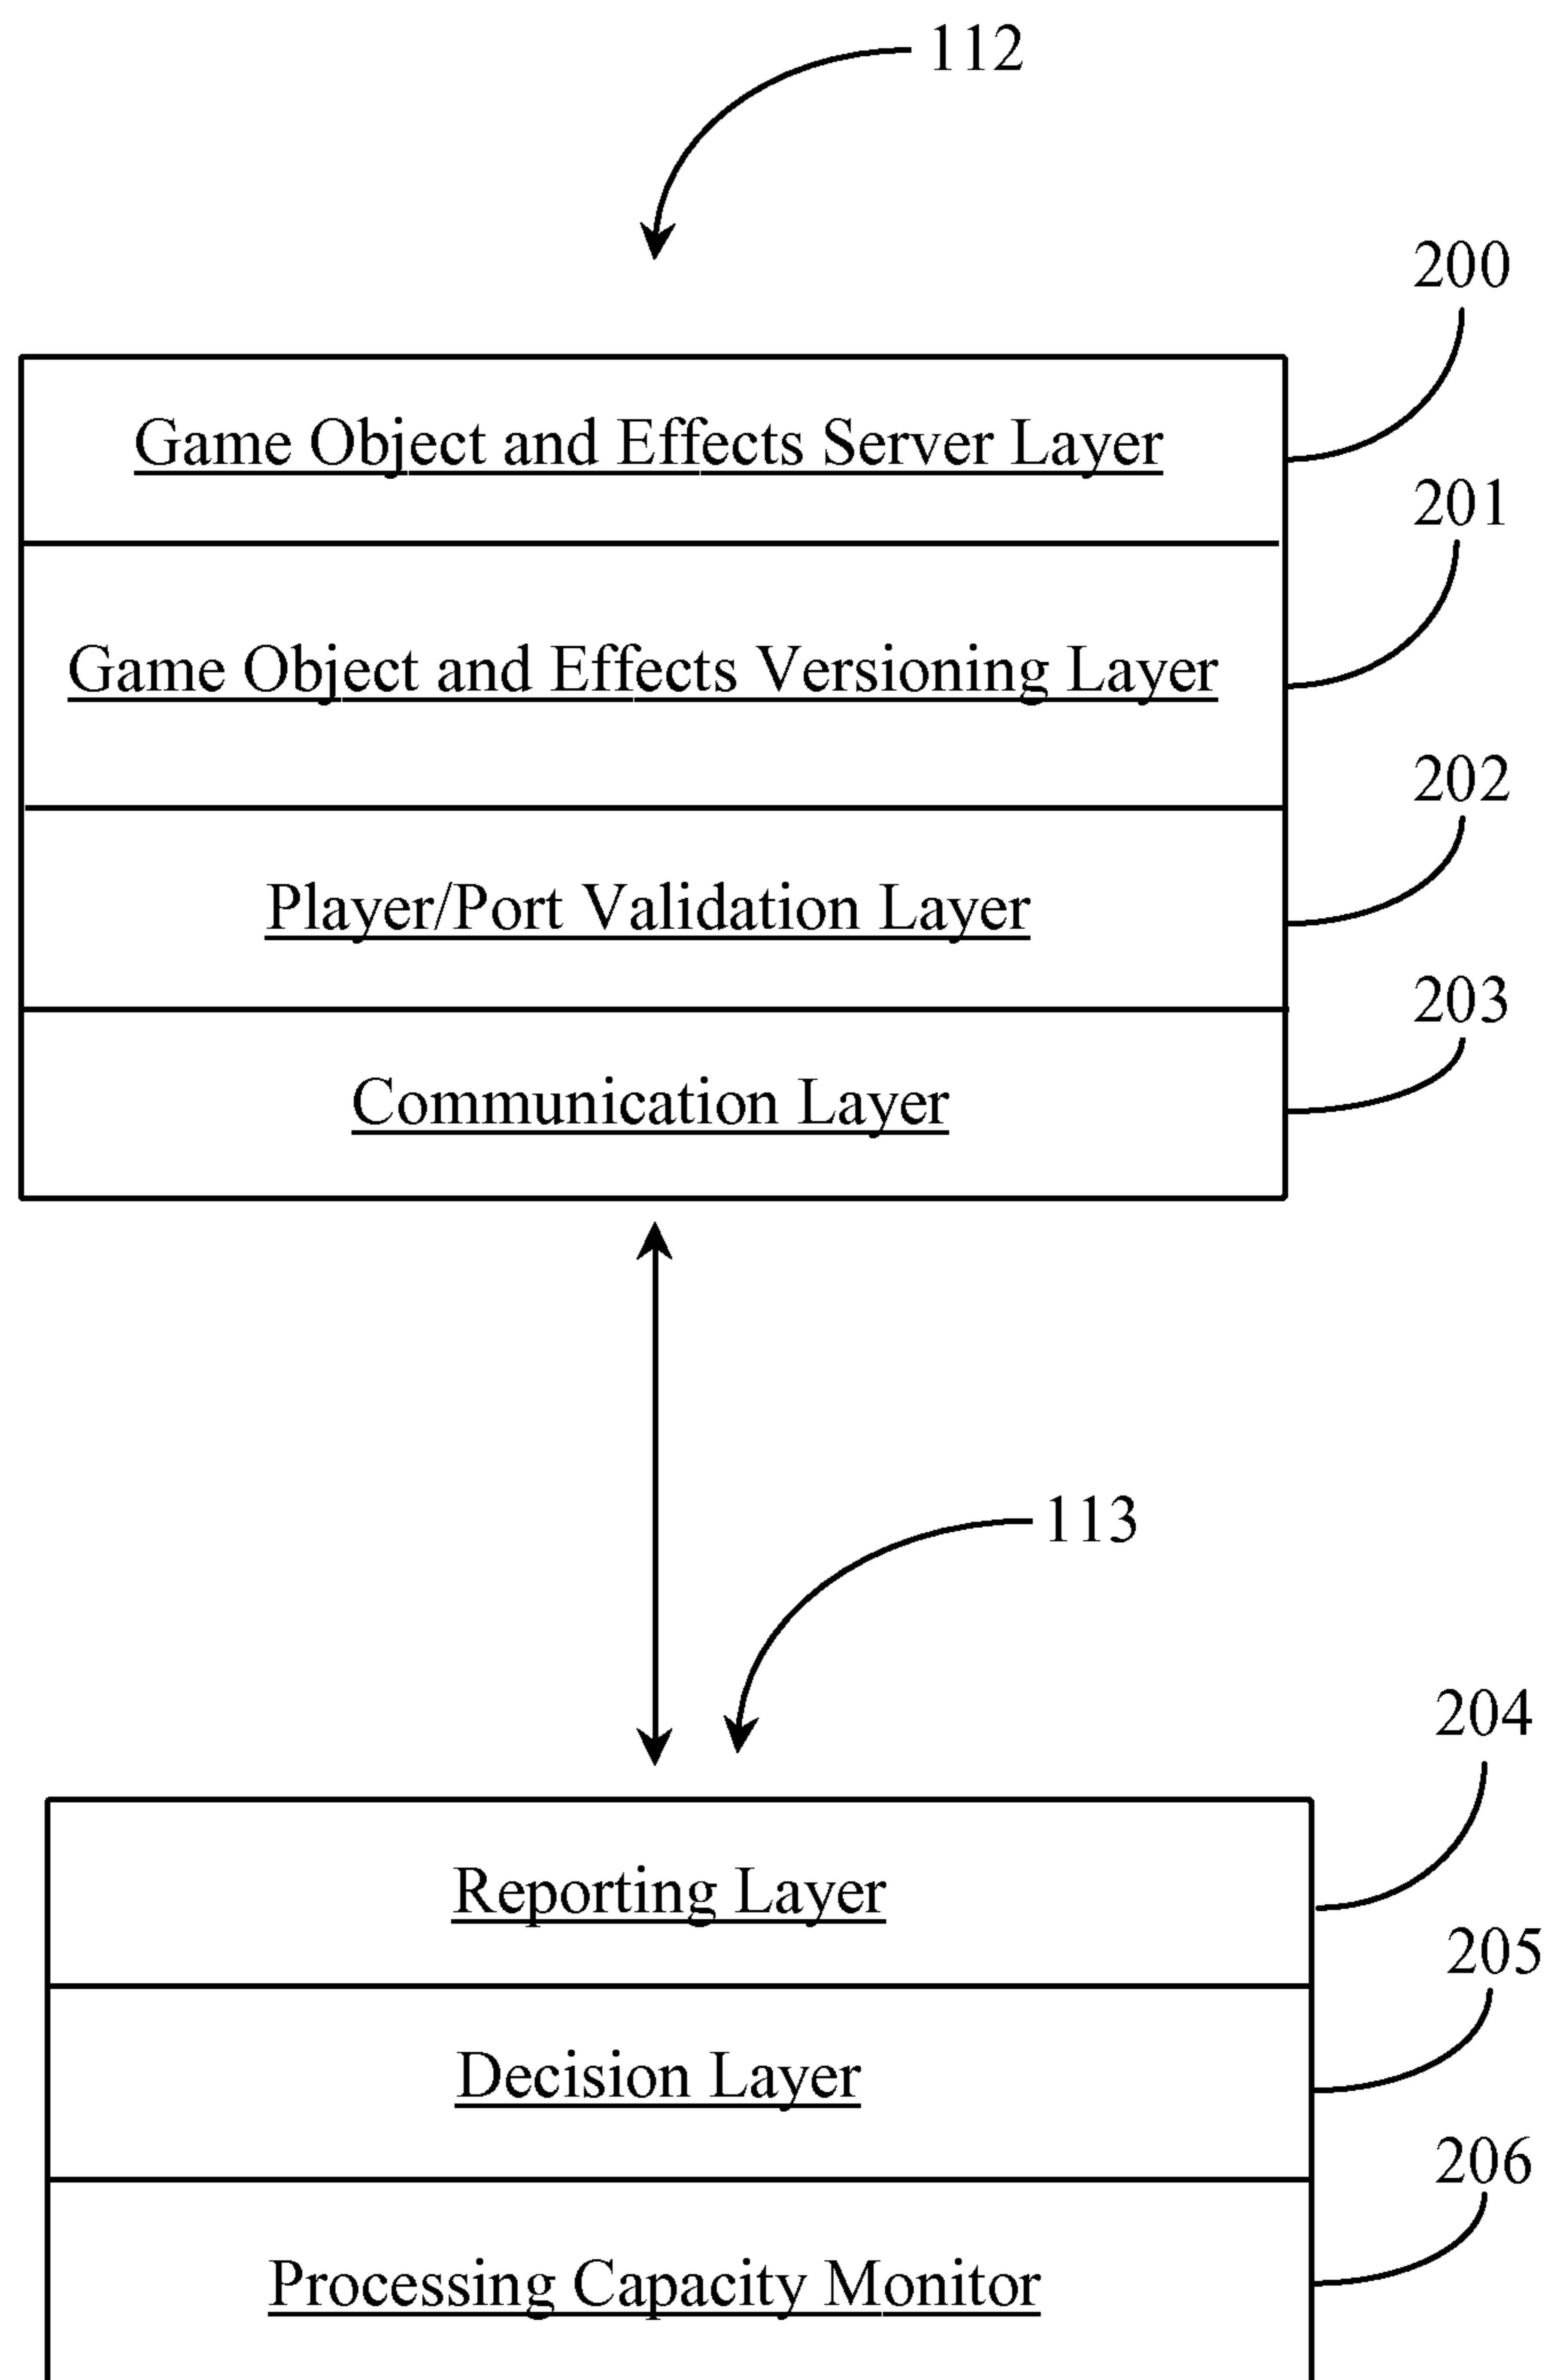 112
200
Game Object and Effects Server Layer
201
Game Object and Effects Versioning Layer
202
Player/Port Validation Layer
203
Communication Layer
113
204
Reporting Layer
205
Decision Layer
206
Processing Capacity Monitor